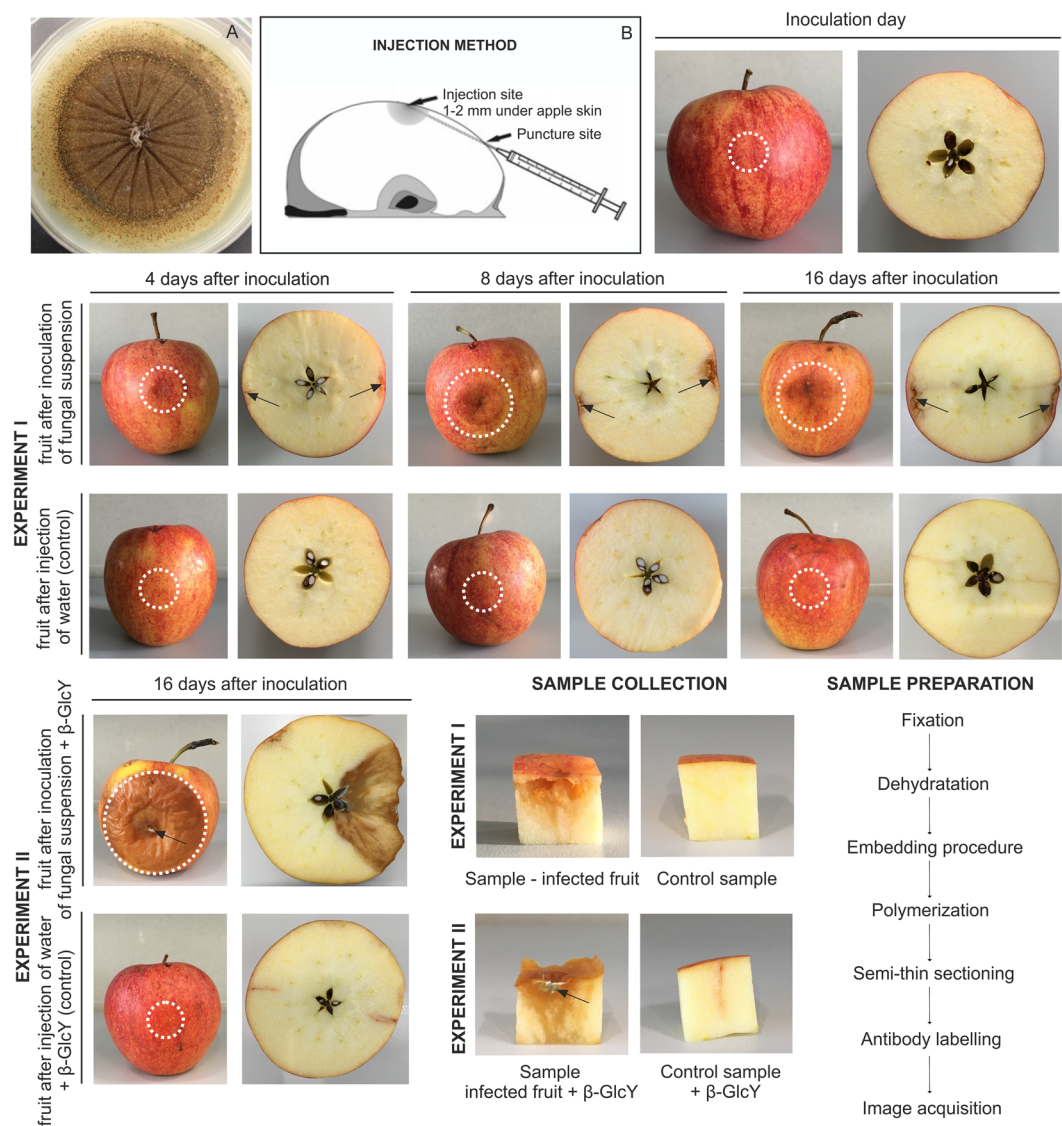 A
B
INJECTION METHOD
Injection site
1-2 mm under apple skin
Puncture site
Inoculation day
4 days after inoculation
8 days after inoculation
16 days after inoculation
EXPERIMENT I
fruit after inoculation
of fungal suspension
fruit after injection
of water (control)
16 days after inoculation
EXPERIMENT II
fruit after inoculation
of fungal suspension + β-GlcY
fruit after injection of water
+ β-GlcY (control)
SAMPLE COLLECTION
EXPERIMENT I
Sample - infected fruit
Control sample
EXPERIMENT II
Sample
infected fruit + β-GlcY
Control sample
+ β-GlcY
SAMPLE PREPARATION
Fixation
Dehydratation
Embedding procedure
Polymerization
Semi-thin sectioning
Antibody labelling
Image acquisition